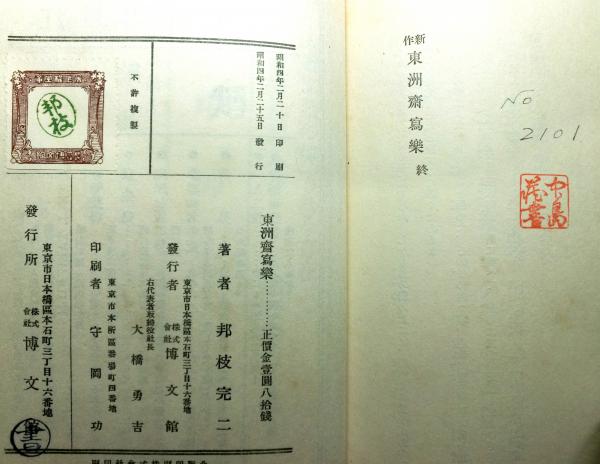 新作
東洲齋寫樂 終
No
2101
中島藏書
邦枝
不許複製
昭和四年二月二十日印刷
昭和四年二月二十五日發行
東洲齋寫樂…………正價金壹圓八拾錢
著者 邦枝完二
東京市日本橋區本石町三丁目十六番地
發行者 株式會社 博文館
右代表者取締役社長
大橋勇吉
東京市本所區番場町四番地
印刷者 守岡功
東京市日本橋區本石町三丁目十六番地
發行所 株式會社 博文